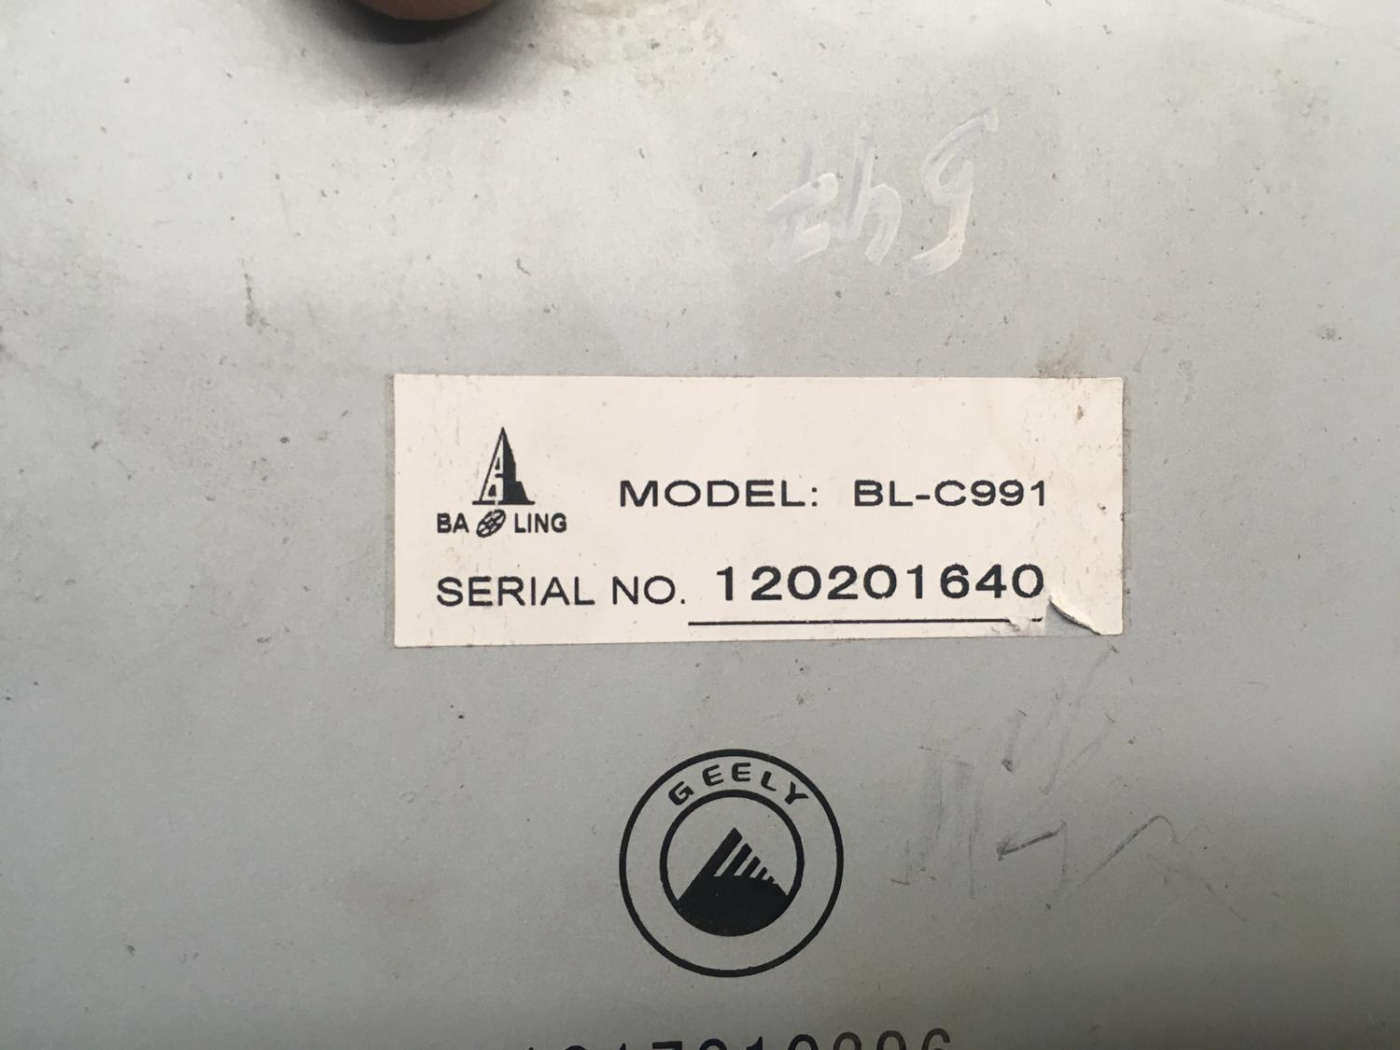 MODEL: BL-C991
BA LING
SERIAL NO. 120201640
GEELY